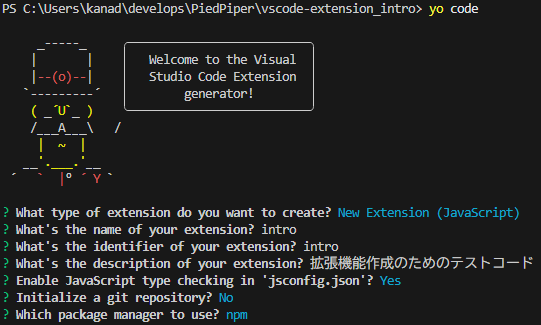 PS C:\Users\kanad\develops\PiedPiper\vscode-extension_intro> yo code
Welcome to the Visual
Studio Code Extension
generator!
? What type of extension do you want to create? New Extension (JavaScript)
? What's the name of your extension? intro
? What's the identifier of your extension? intro
? What's the description of your extension? 拡張機能作成のためのテストコード
? Enable JavaScript type checking in 'jsconfig.json'? Yes
? Initialize a git repository? No
? Which package manager to use? npm